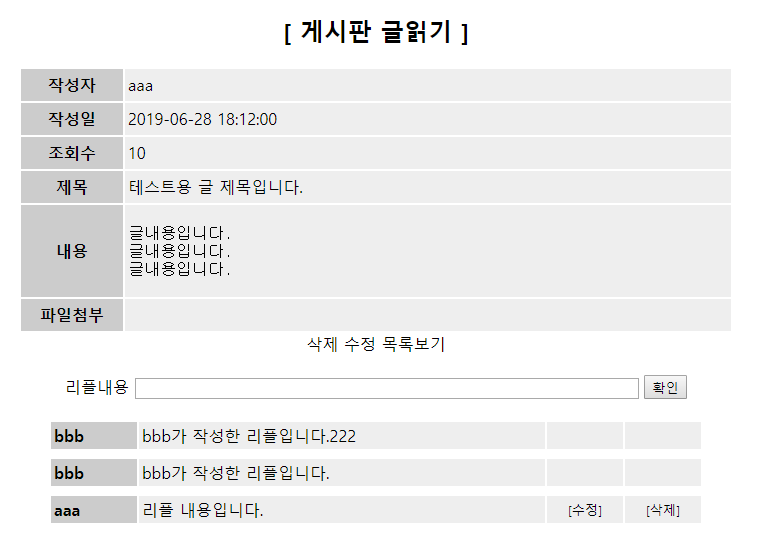 [ 게시판 글읽기 ]
작성자 aaa
작성일 2019-06-28 18:12:00
조회수 10
제목 테스트용 글 제목입니다.
내용
글내용입니다.
글내용입니다.
글내용입니다.
파일첨부
삭제 수정 목록보기
리플내용 확인
bbb bbb가 작성한 리플입니다.222
bbb bbb가 작성한 리플입니다.
aaa 리플 내용입니다. [수정] [삭제]